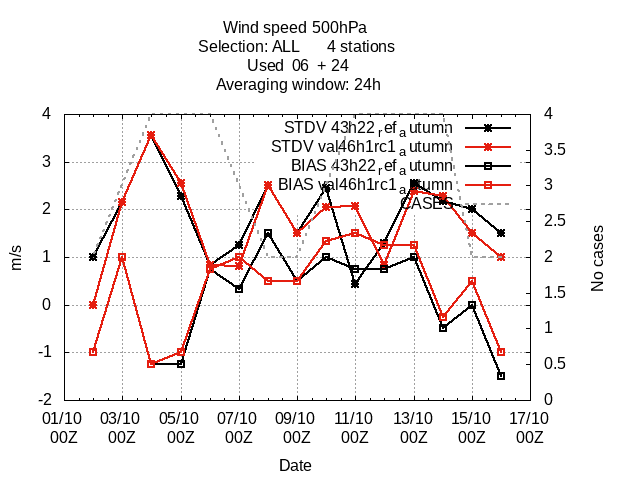 Wind speed 500hPa
Selection: ALL 4 stations
Used 06 + 24
Averaging window: 24h
STDV 43h22_ref_autumn
STDV val46h1rc1_autumn
BIAS 43h22_ref_autumn
BIAS val46h1rc1_autumn
CASES
4
3
2
1
0
-1
-2
m/s
4
3.5
3
2.5
2
1.5
1
0.5
0
No cases
01/10 03/10 05/10 07/10 09/10 11/10 13/10 15/10 17/10
00Z 00Z 00Z 00Z 00Z 00Z 00Z 00Z 00Z
Date